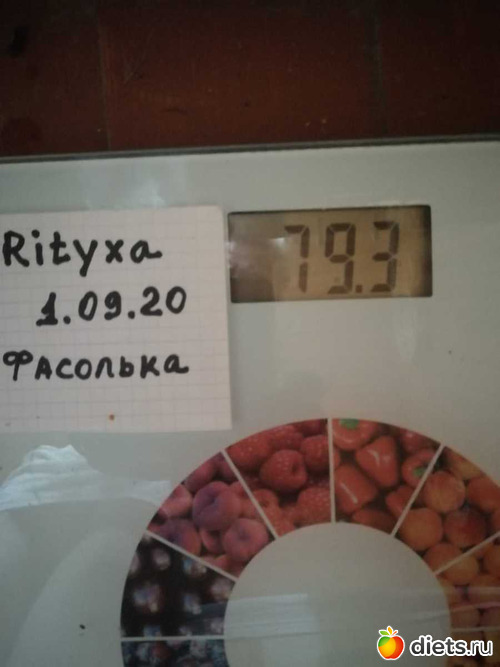 Rityxa
1.09.20
Фасолька
79.3
diets.ru